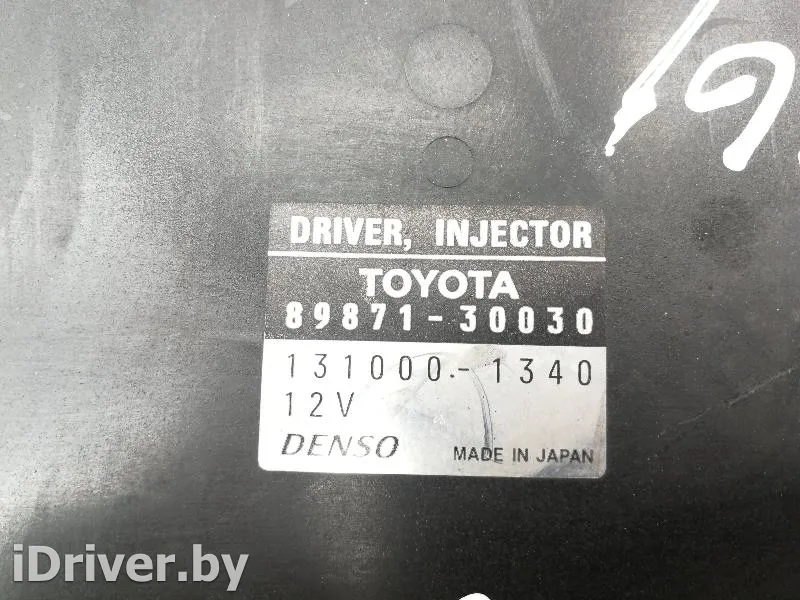 DRIVER, INJECTOR
TOYOTA
89871-30030
131000-1340
12V
DENSO MADE IN JAPAN
iDriver.by